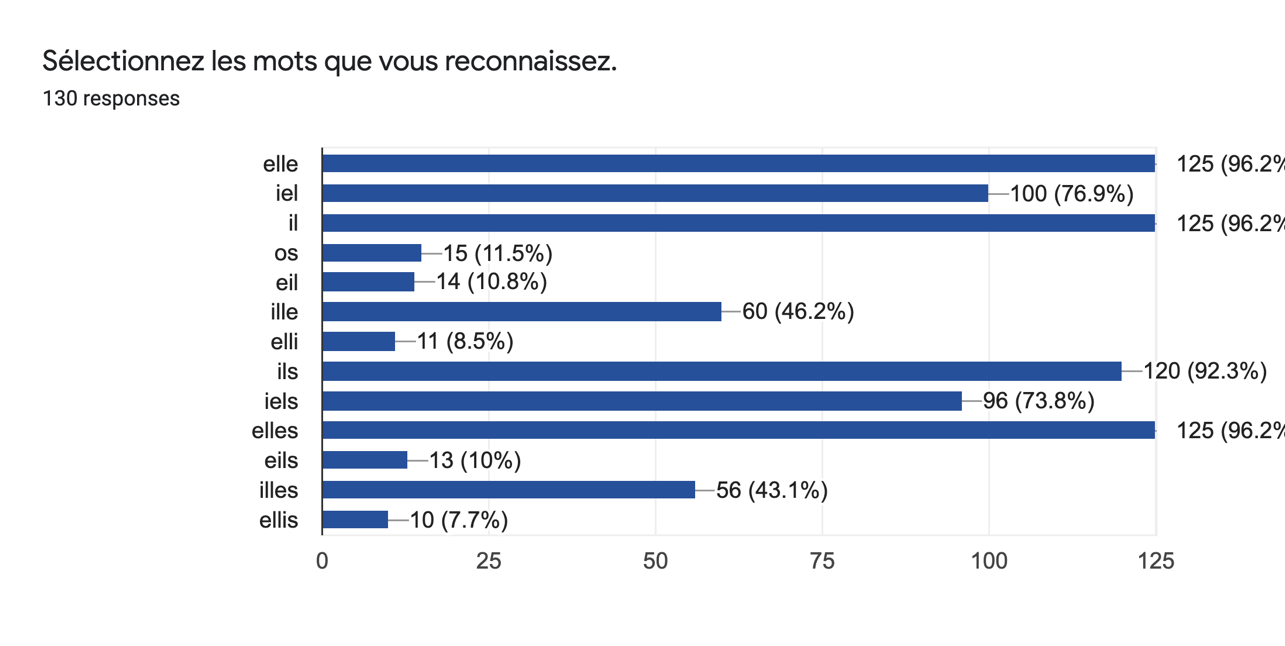 Sélectionnez les mots que vous reconnaissez.
130 responses
elle 125 (96.2%
iel 100 (76.9%)
il 125 (96.2%
os 15 (11.5%)
eil 14 (10.8%)
ille 60 (46.2%)
elli 11 (8.5%)
ils 120 (92.3%)
iels 96 (73.8%)
elles 125 (96.2%
eils 13 (10%)
illes 56 (43.1%)
ellis 10 (7.7%)
0 25 50 75 100 125